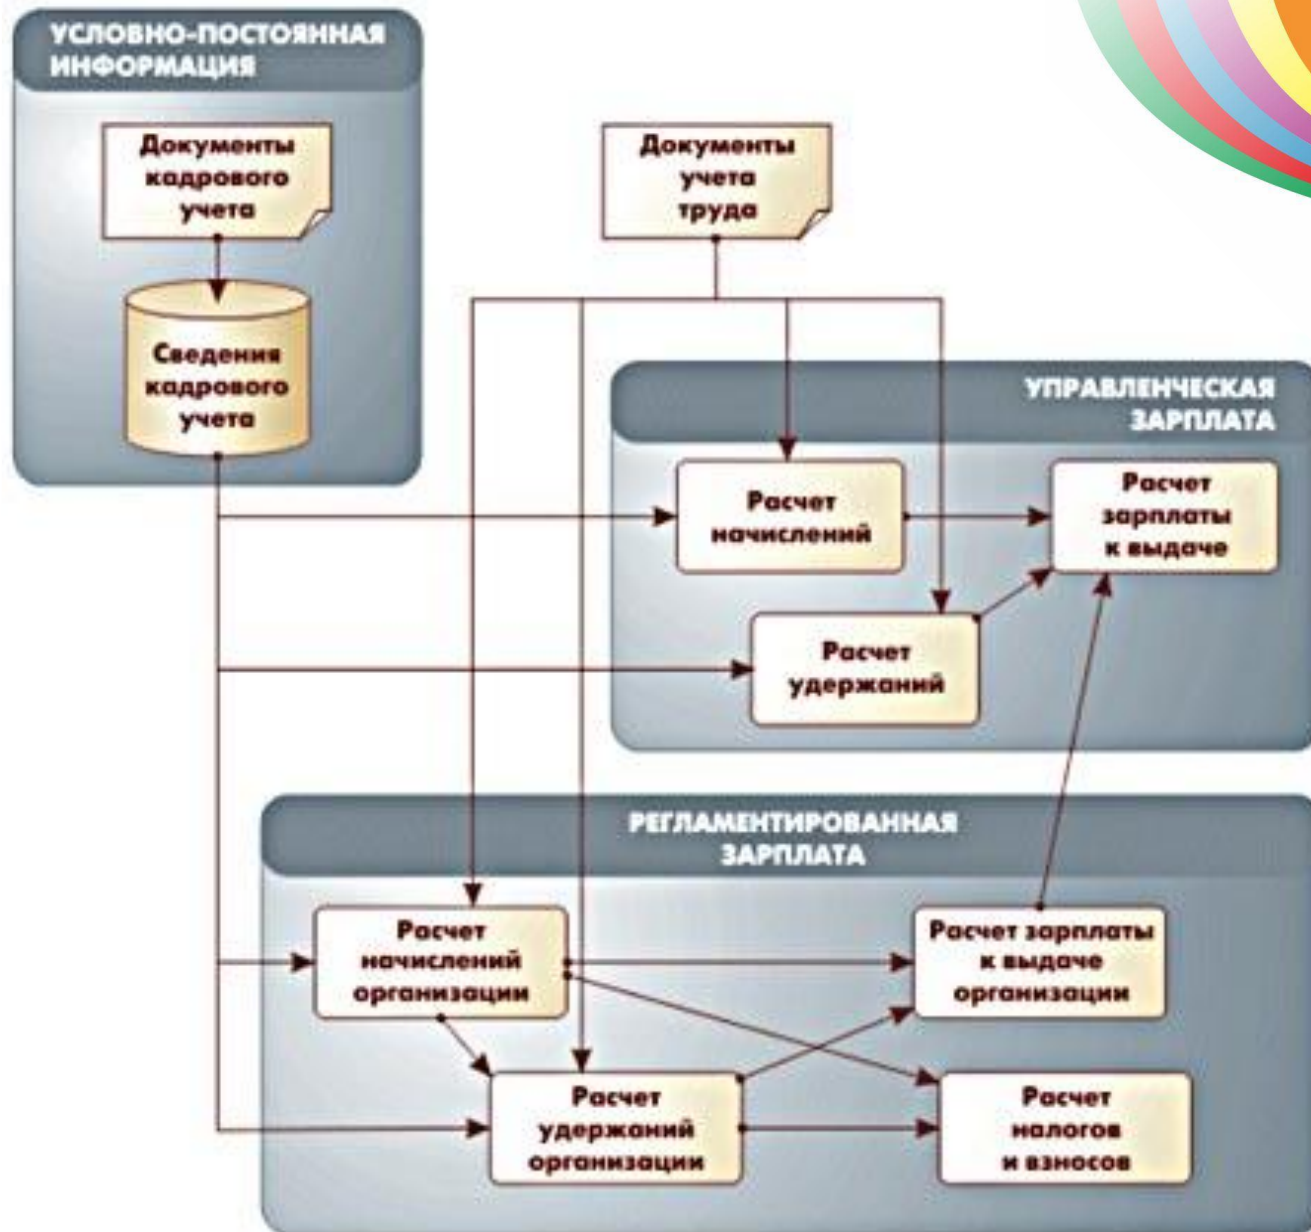 УСЛОВНО-ПОСТОЯННАЯ
ИНФОРМАЦИЯ
Документы
кадрового
учета
Сведения
кадрового
учета
Документы
учета
труда
УПРАВЛЕНЧЕСКАЯ
ЗАРПЛАТА
Расчет
начислений
Расчет
зарплаты
к выдаче
Расчет
удержаний
РЕГЛАМЕНТИРОВАННАЯ
ЗАРПЛАТА
Расчет
начислений
организации
Расчет зарплаты
к выдаче
организации
Расчет
удержаний
организации
Расчет
налогов
и взносов